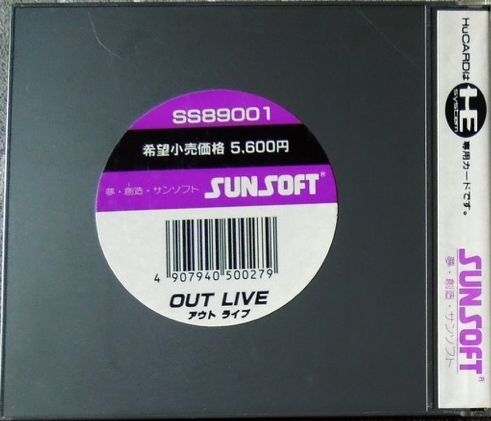 SS89001
希望小売価格 5,600円
夢・創造・サンソフト SUNSOFT®
4 907940 500279
OUT LIVE
アウト ライブ
HuCARDは HE system 専用カードです。
SUNSOFT®
夢・創造・サンソフト